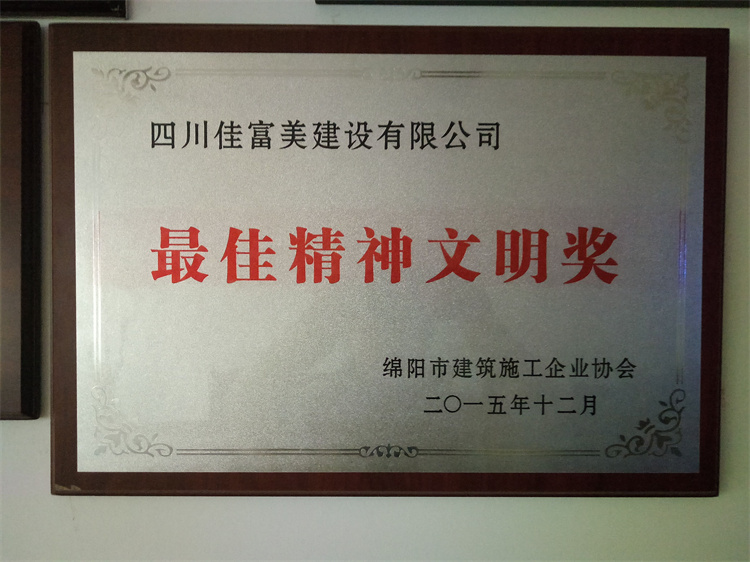 四川佳富美建设有限公司
最佳精神文明奖
绵阳市建筑施工企业协会
二〇一五年十二月